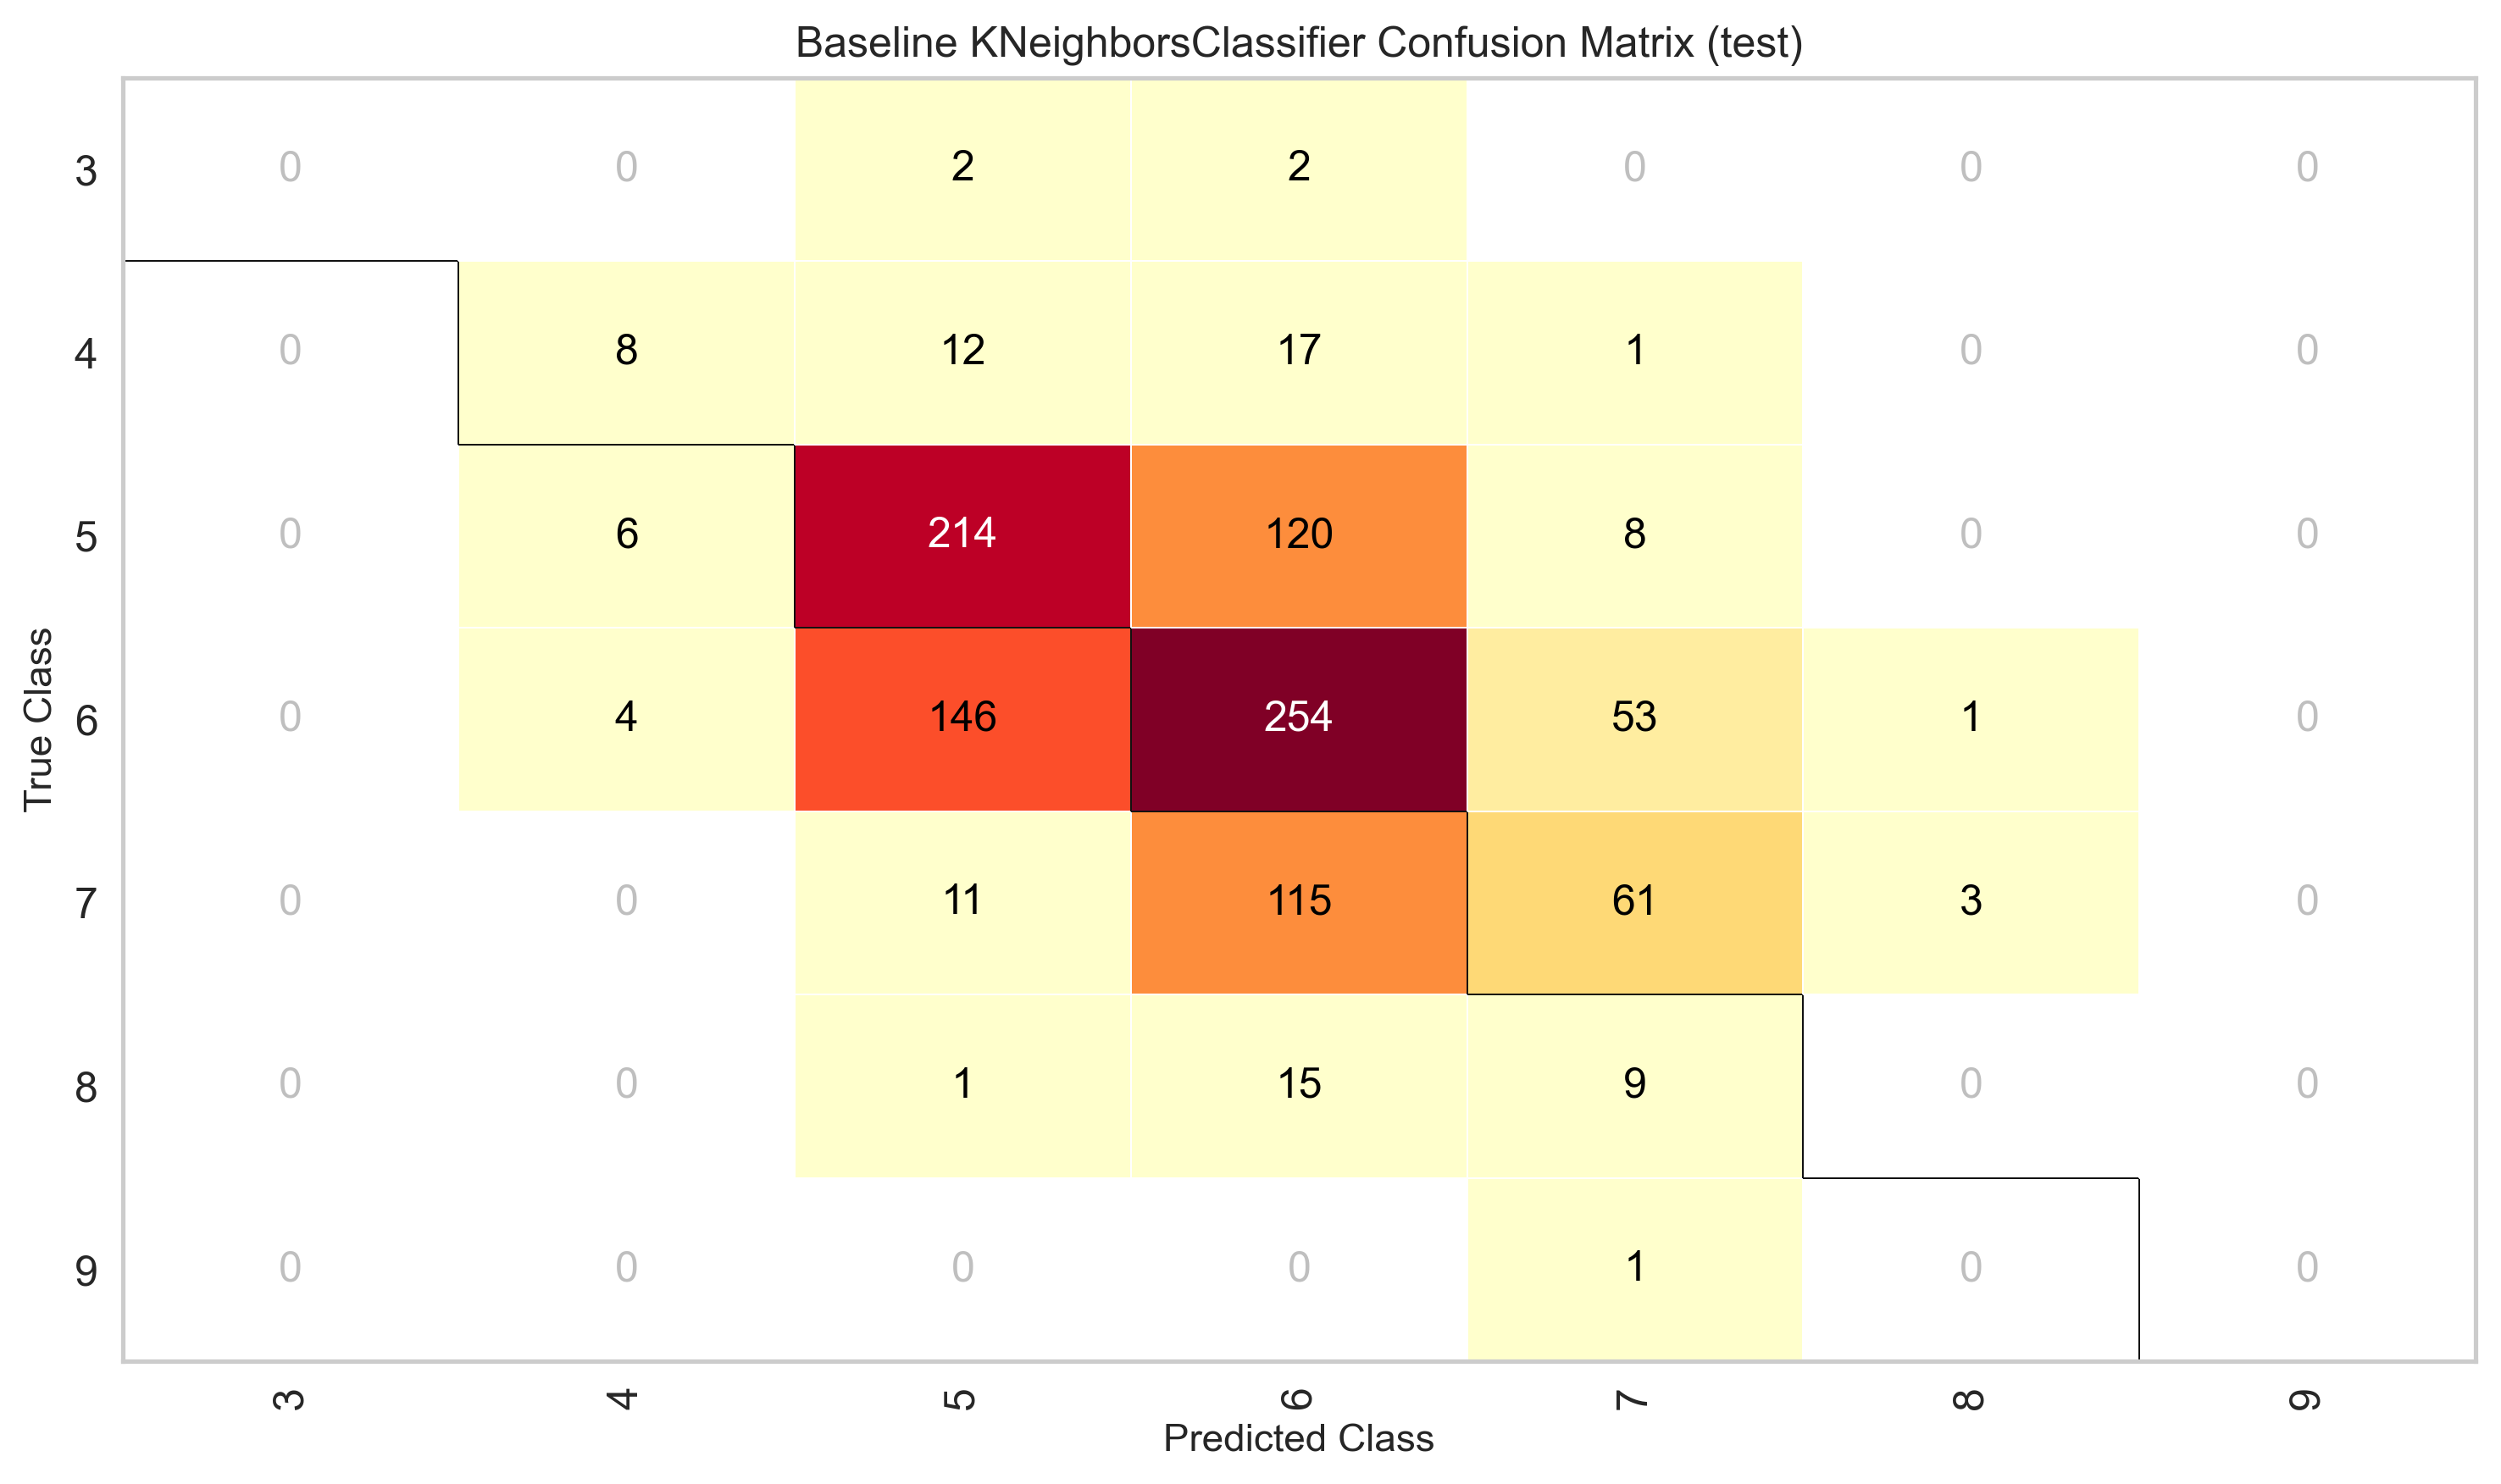 Baseline KNeighborsClassifier Confusion Matrix (test)
True Class
3 0 0 2 2 0 0 0
4 0 8 12 17 1 0 0
5 0 6 214 120 8 0 0
6 0 4 146 254 53 1 0
7 0 0 11 115 61 3 0
8 0 0 1 15 9 0 0
9 0 0 0 0 1 0 0
3 4 5 6 7 8 9
Predicted Class